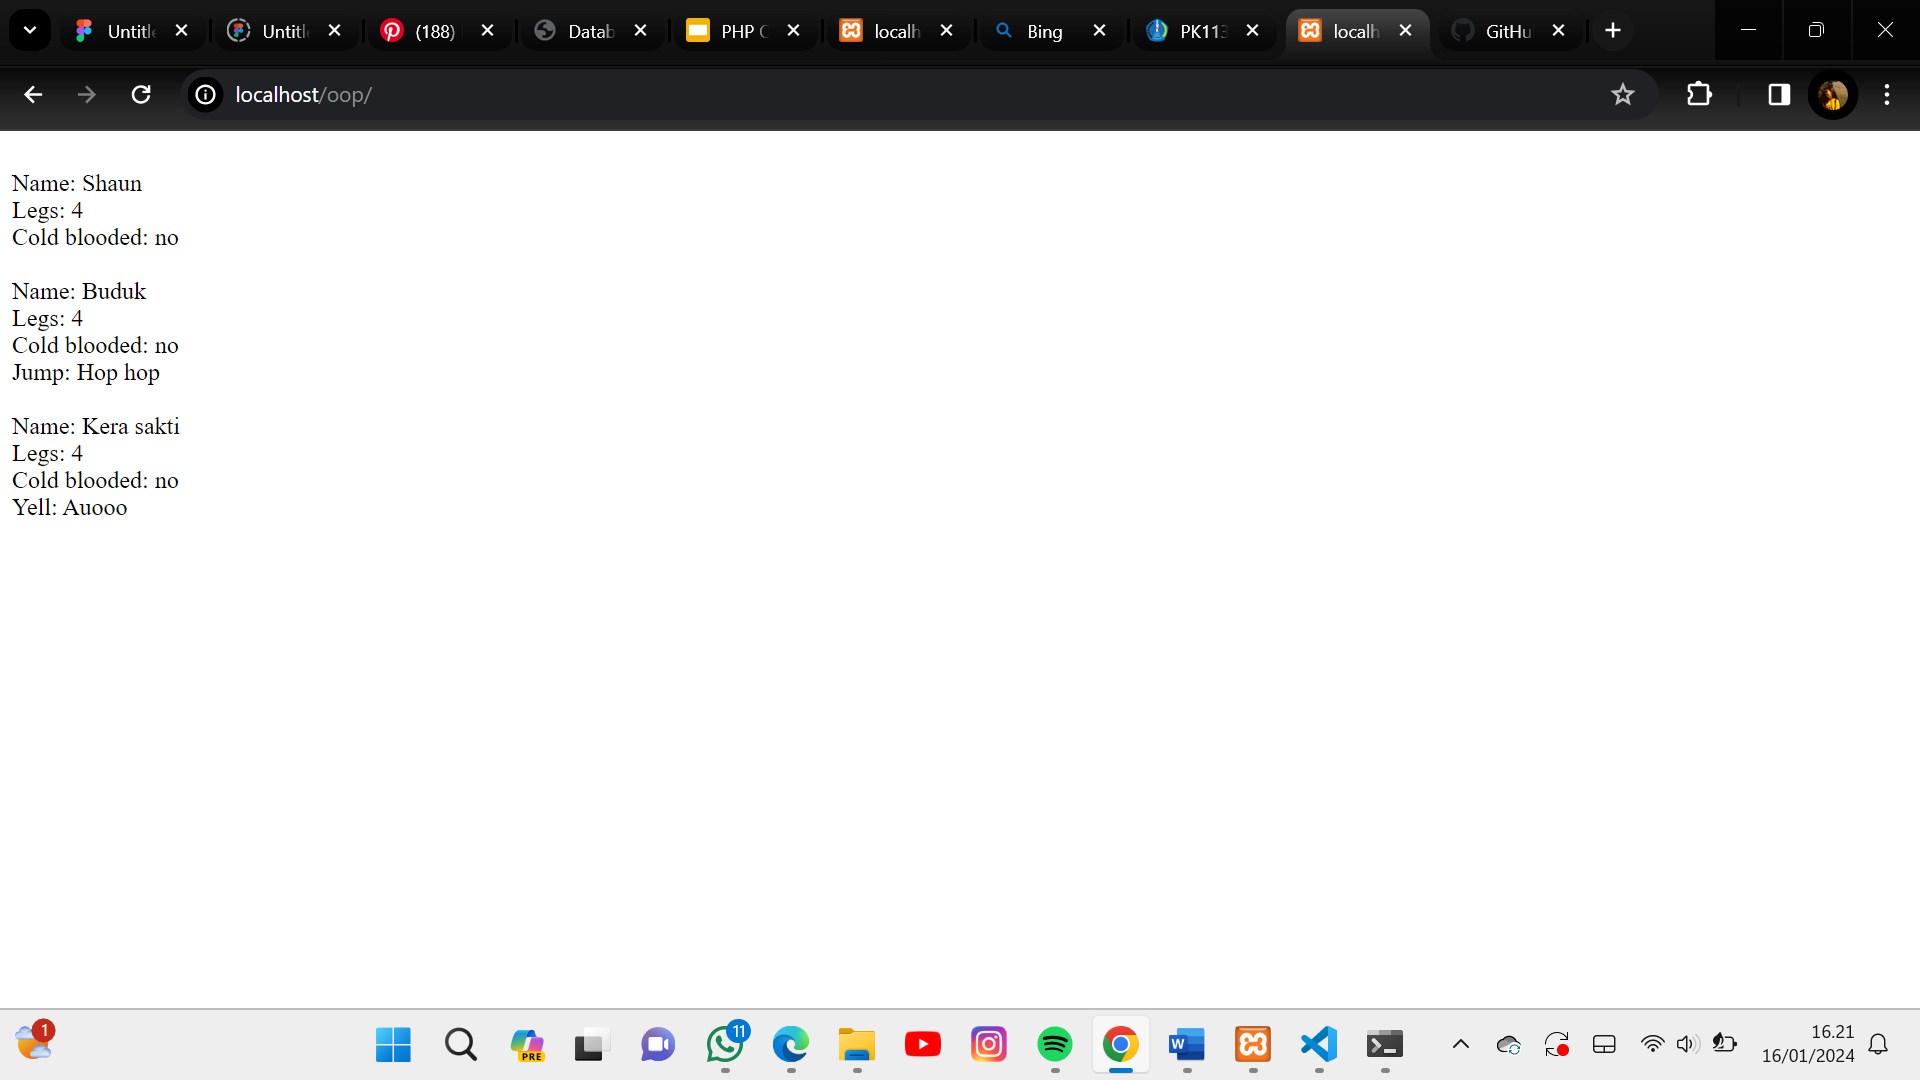 Untitle
Untitl
(188)
Datab
PHP C
localh
Bing
PK113
localh
GitHu
localhost/oop/
Name: Shaun
Legs: 4
Cold blooded: no
Name: Buduk
Legs: 4
Cold blooded: no
Jump: Hop hop
Name: Kera sakti
Legs: 4
Cold blooded: no
Yell: Auooo
1
PRE
11
W
16.21
16/01/2024